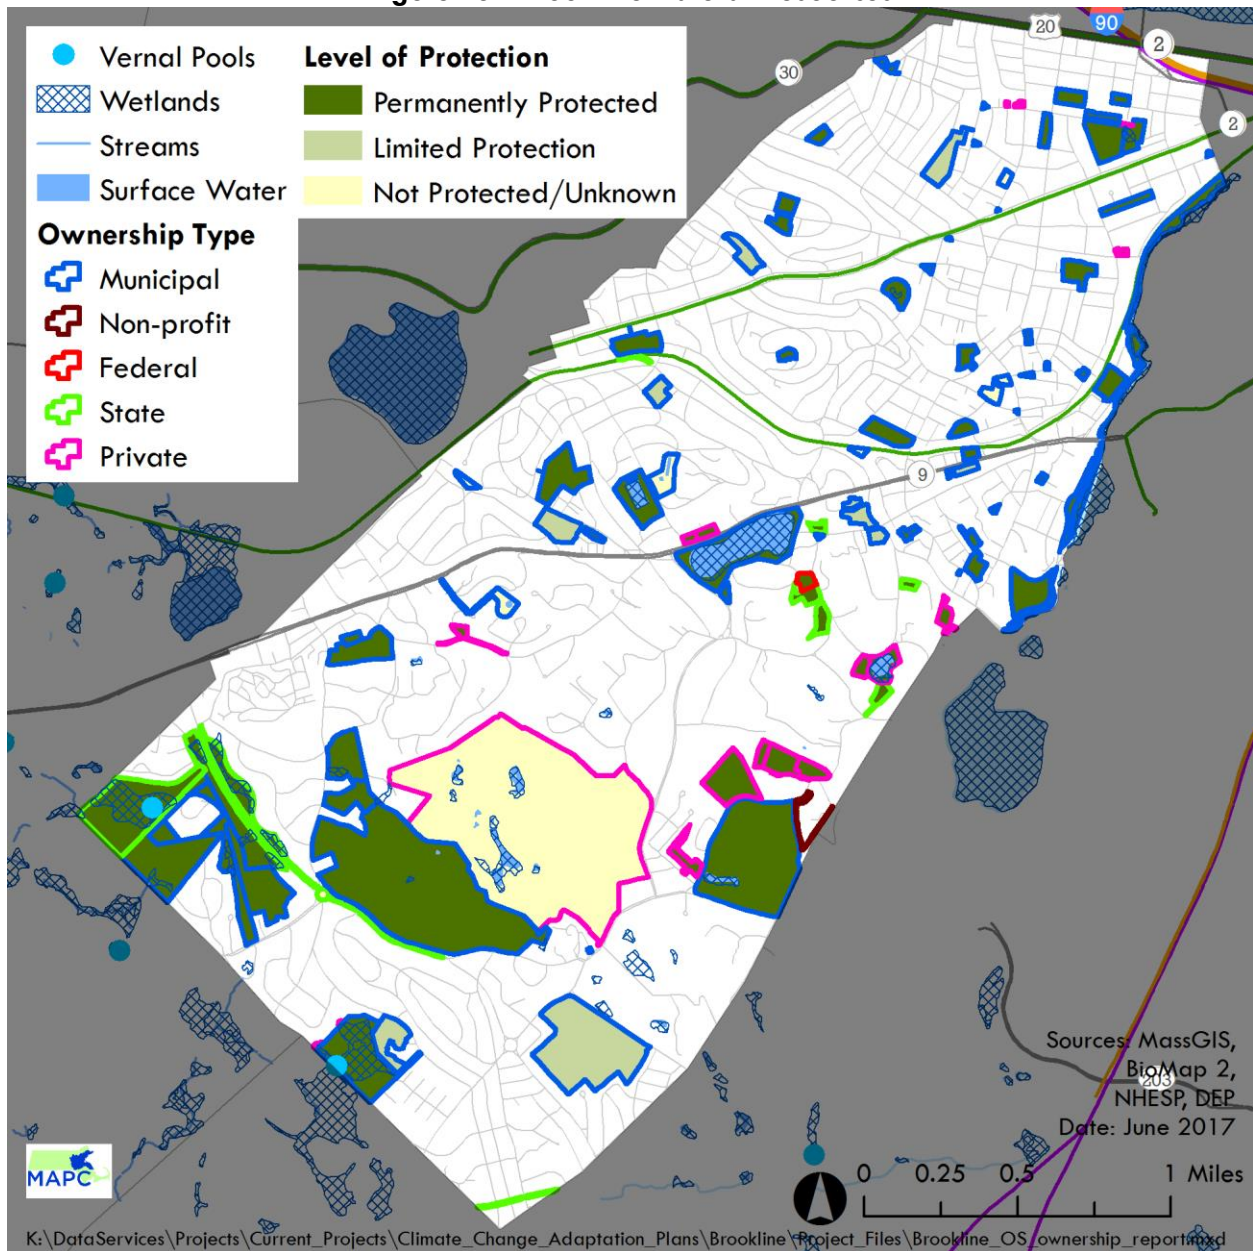 Vernal Pools
Wetlands
Streams
Surface Water
Ownership Type
Municipal
Non-profit
Federal
State
Private
Level of Protection
Permanently Protected
Limited Protection
Not Protected/Unknown
20
90
2
30
2
9
203
Sources: MassGIS,
BioMap 2,
NHESP, DEP
Date: June 2017
MAPC
0 0.25 0.5 1 Miles
K:\DataServices\Projects\Current_Projects\Climate_Change_Adaptation_Plans\Brookline\Project_Files\Brookline_OS_ownership_report.mxd